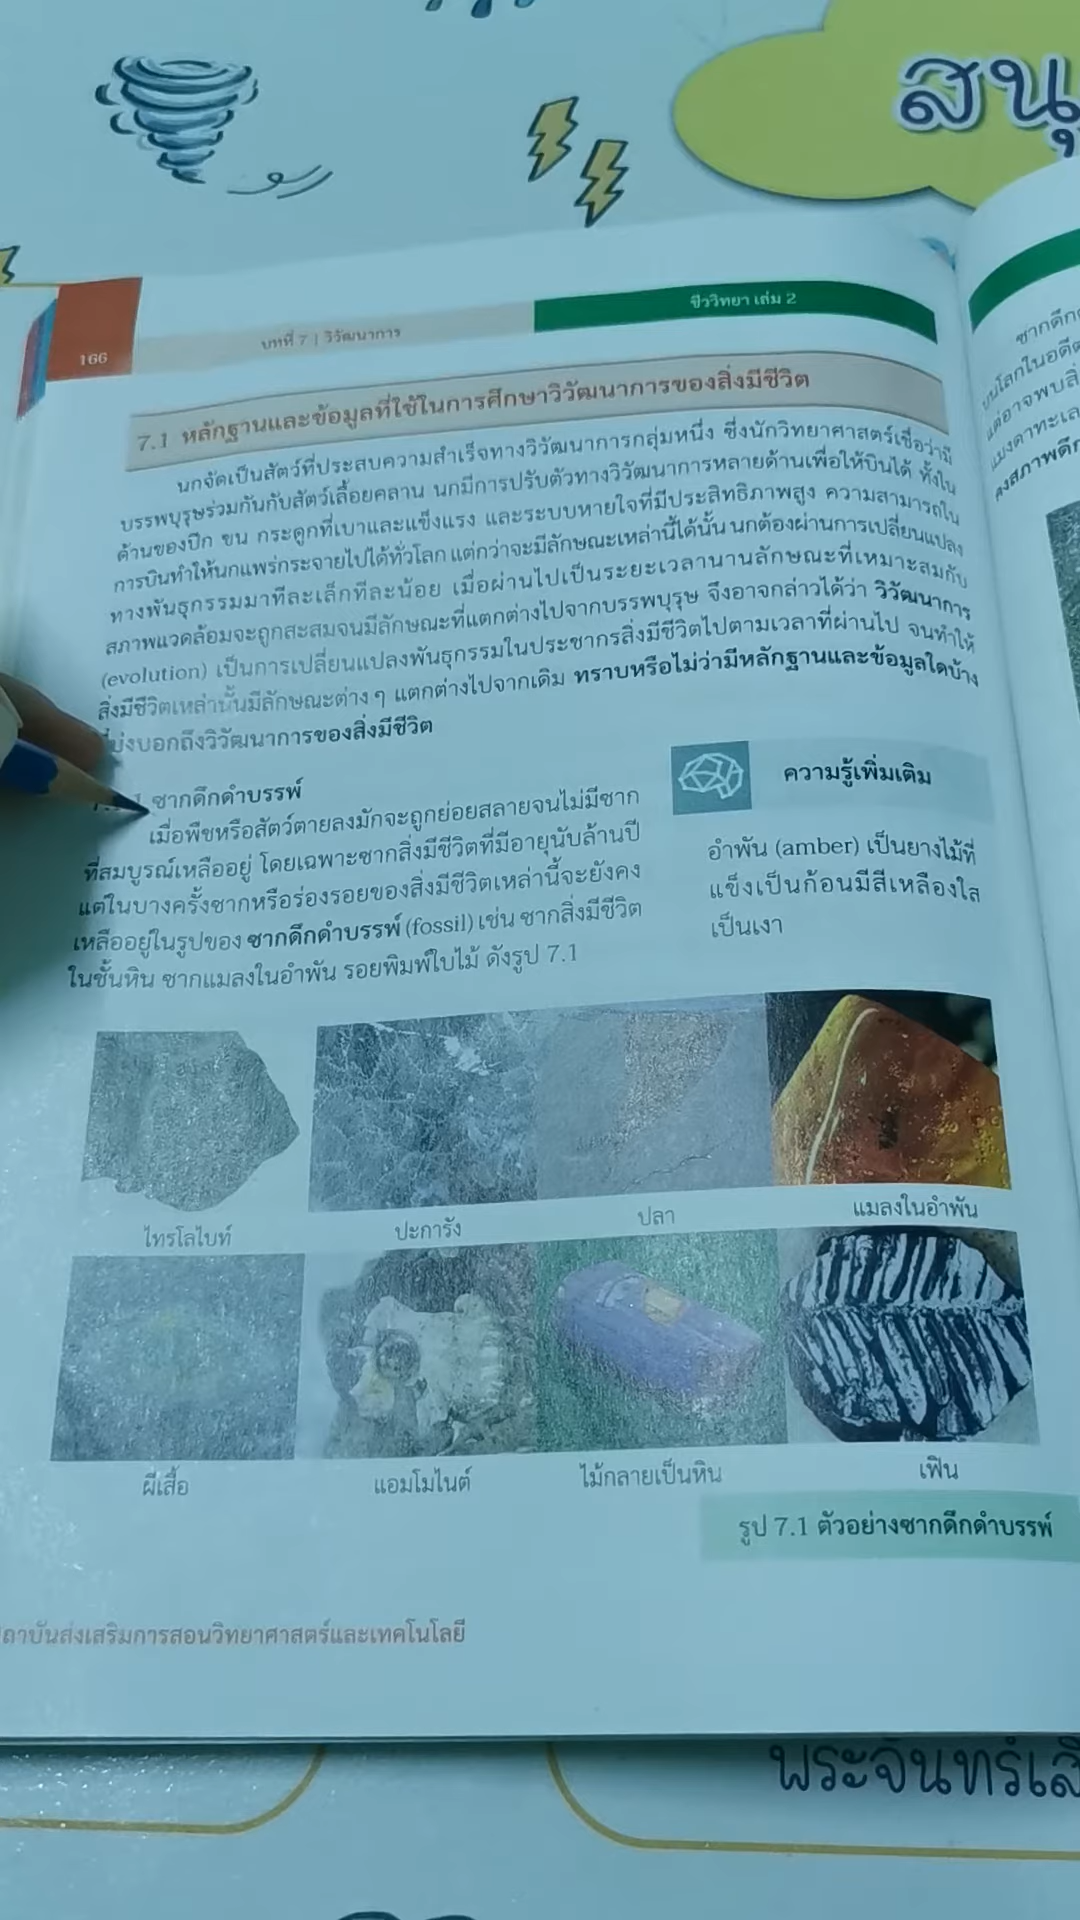 สนุ
166
บทที่ 7 | วิวัฒนาการ
ชีววิทยา เล่ม 2
7.1 หลักฐานและข้อมูลที่ใช้ในการศึกษาวิวัฒนาการของสิ่งมีชีวิต
นกจัดเป็นสัตว์ที่ประสบความสำเร็จทางวิวัฒนาการกลุ่มหนึ่ง ซึ่งนักวิทยาศาสตร์เชื่อว่ามี
บรรพบุรุษร่วมกันกับสัตว์เลื้อยคลาน นกมีการปรับตัวทางวิวัฒนาการหลายด้านเพื่อให้บินได้ ทั้งใน
ด้านของปีก ขน กระดูกที่เบาและแข็งแรง และระบบหายใจที่มีประสิทธิภาพสูง ความสามารถใน
การบินทำให้นกแพร่กระจายไปได้ทั่วโลก แต่กว่าจะมีลักษณะเหล่านี้ได้นั้น นกต้องผ่านการเปลี่ยนแปลง
ทางพันธุกรรมมาทีละเล็กทีละน้อย เมื่อผ่านไปเป็นระยะเวลานานลักษณะที่เหมาะสมกับ
สภาพแวดล้อมจะถูกสะสมจนมีลักษณะที่แตกต่างไปจากบรรพบุรุษ จึงอาจกล่าวได้ว่า วิวัฒนาการ
(evolution) เป็นการเปลี่ยนแปลงพันธุกรรมในประชากรสิ่งมีชีวิตไปตามเวลาที่ผ่านไป จนทำให้
สิ่งมีชีวิตเหล่านั้นมีลักษณะต่าง ๆ แตกต่างไปจากเดิม ทราบหรือไม่ว่ามีหลักฐานและข้อมูลใดบ้าง
บ่งบอกถึงวิวัฒนาการของสิ่งมีชีวิต
ซากดึกดำบรรพ์
เมื่อพืชหรือสัตว์ตายลงมักจะถูกย่อยสลายจนไม่มีซาก
ที่สมบูรณ์เหลืออยู่ โดยเฉพาะซากสิ่งมีชีวิตที่มีอายุนับล้านปี
แต่ในบางครั้งซากหรือร่องรอยของสิ่งมีชีวิตเหล่านี้จะยังคง
เหลืออยู่ในรูปของ ซากดึกดำบรรพ์ (fossil) เช่น ซากสิ่งมีชีวิต
ในชั้นหิน ซากแมลงในอำพัน รอยพิมพ์ใบไม้ ดังรูป 7.1
ความรู้เพิ่มเติม
อำพัน (amber) เป็นยางไม้ที่
แข็งเป็นก้อนมีสีเหลืองใส
เป็นเงา
ไทรโลไบท์
ปะการัง
ปลา
แมลงในอำพัน
ผีเสื้อ
แอมโมไนต์
ไม้กลายเป็นหิน
เฟิน
รูป 7.1 ตัวอย่างซากดึกดำบรรพ์
ถาบันส่งเสริมการสอนวิทยาศาสตร์และเทคโนโลยี
ซากดึก
บนโลกในอดีต
แต่อาจพบสิ่
แมงดาทะเล
คงสภาพดึก
พระจันทร์เสี